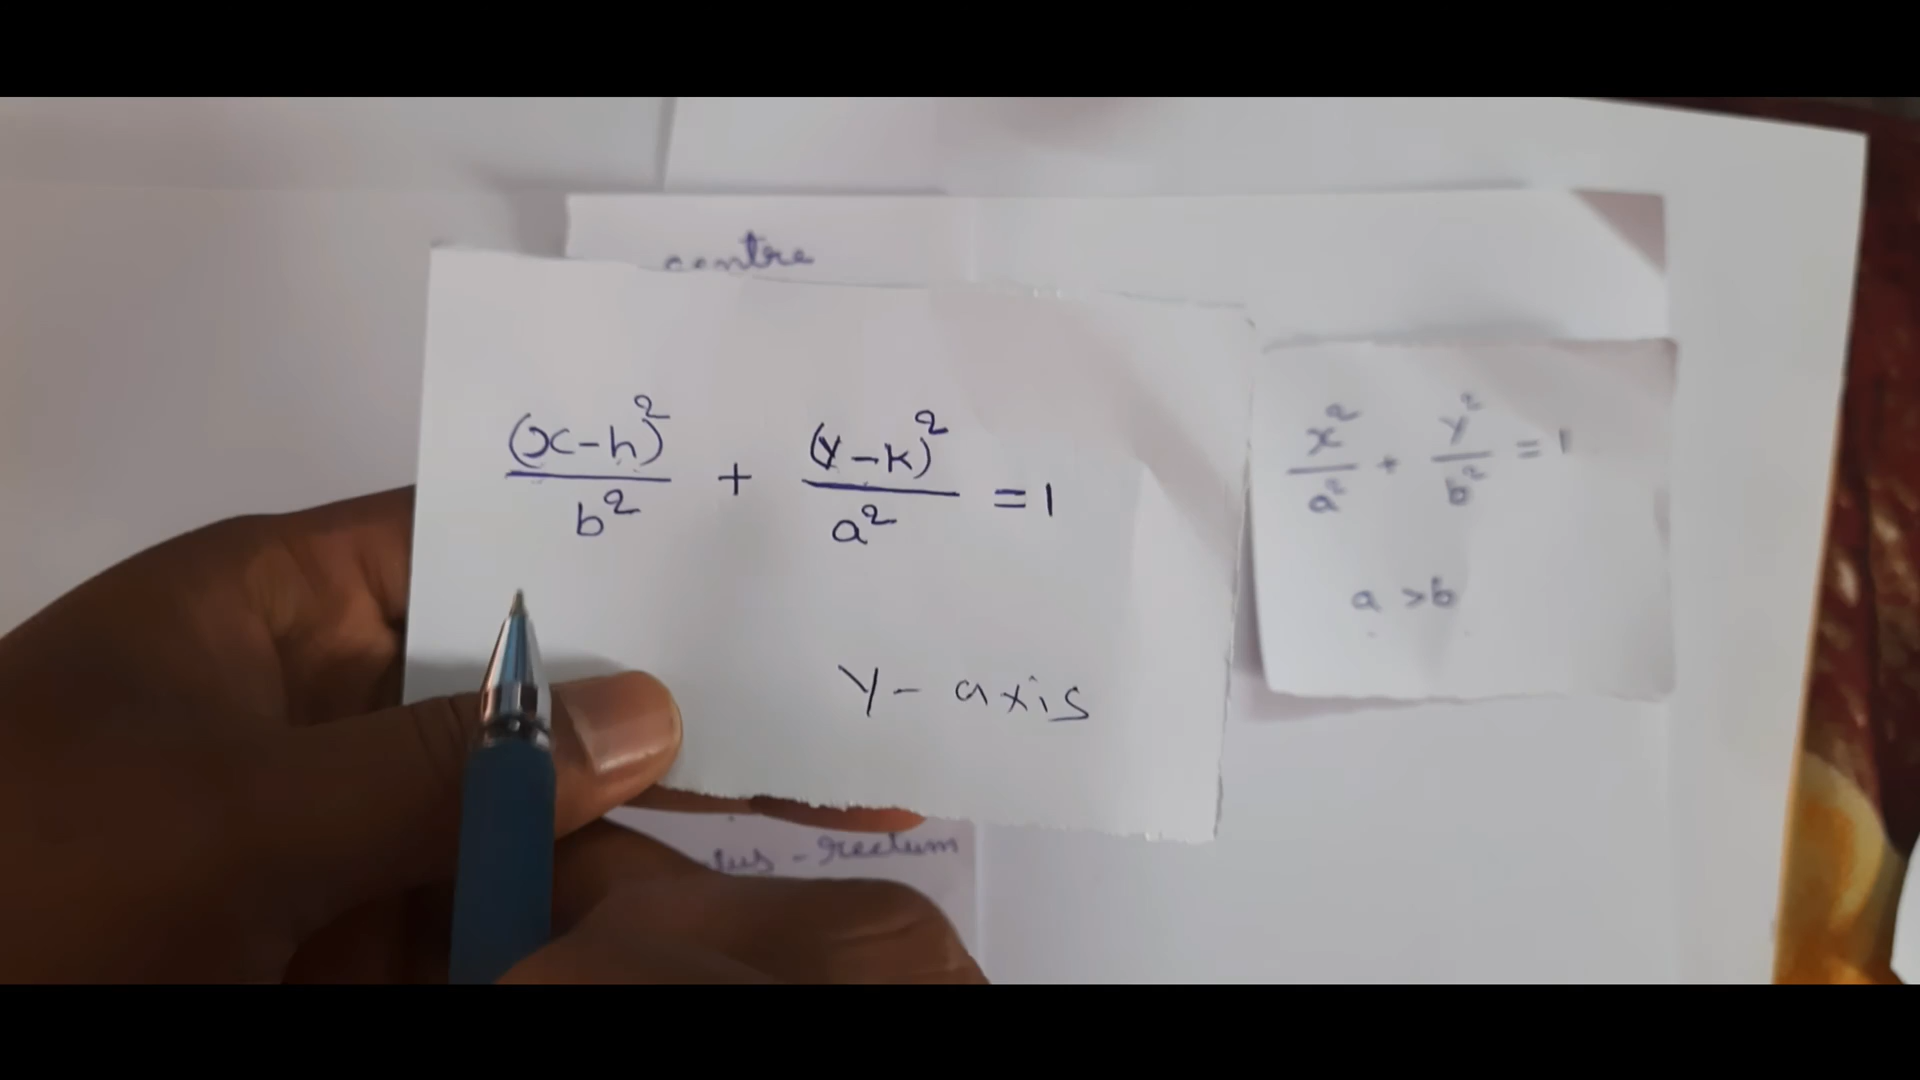 centre
(x-h)²/b² + (y-k)²/a² = 1
y - axis
x²/a² + y²/b² = 1
a > b
- rectum